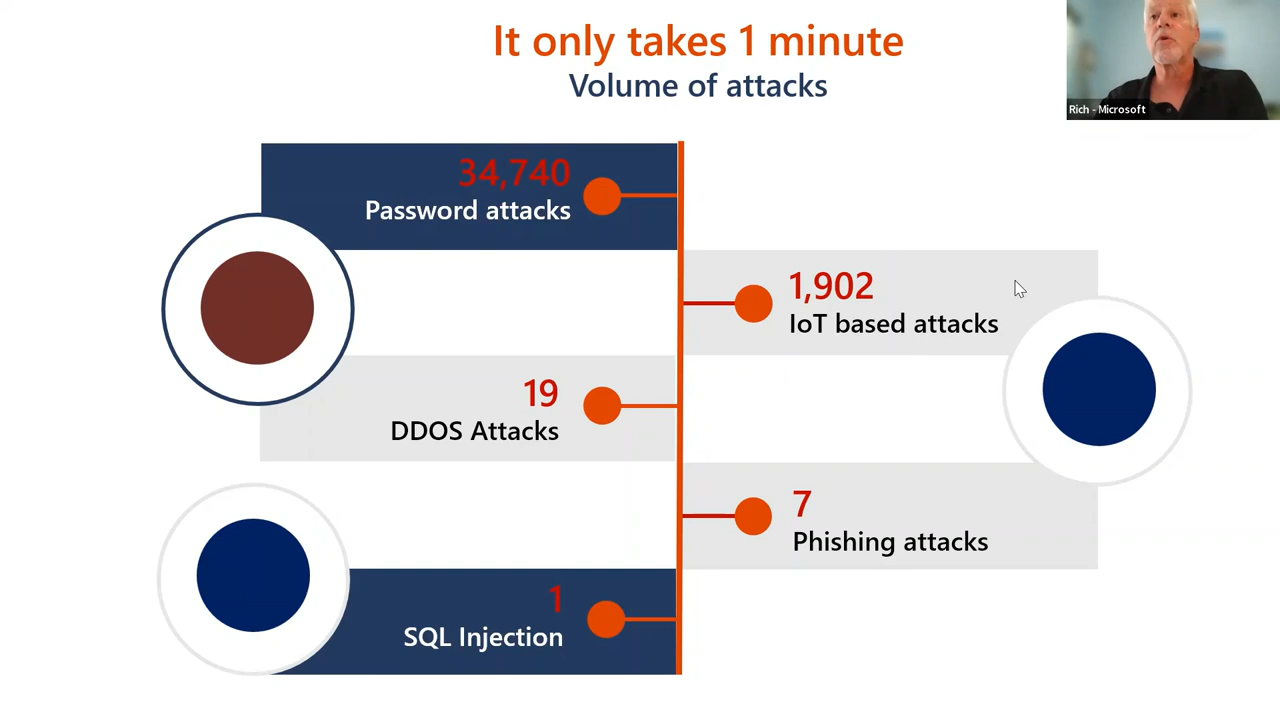 It only takes 1 minute
Volume of attacks
Rich - Microsoft
34,740
Password attacks
1,902
IoT based attacks
19
DDOS Attacks
7
Phishing attacks
1
SQL Injection